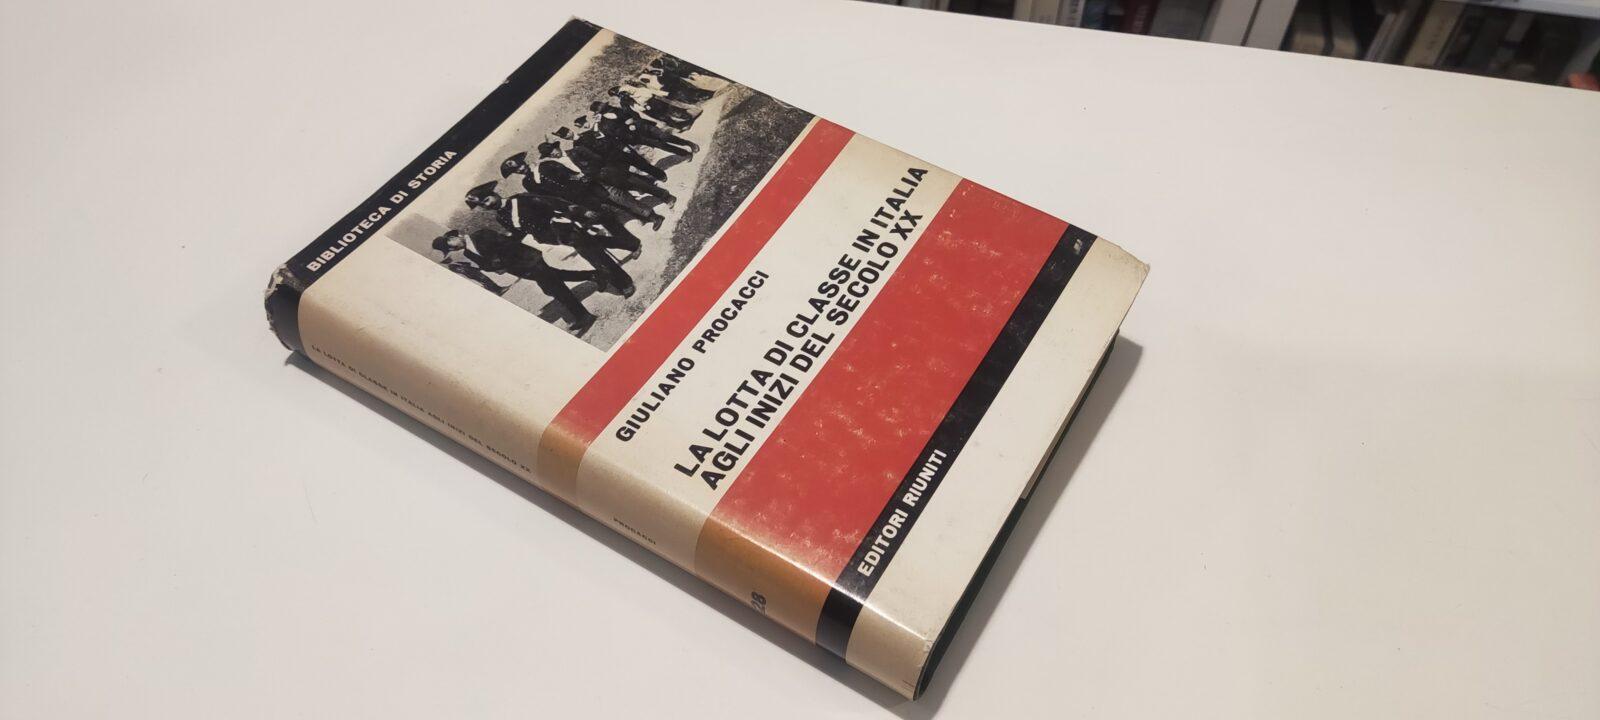 BIBLIOTECA DI STORIA
GIULIANO PROCACCI
LA LOTTA DI CLASSE IN ITALIA
AGLI INIZI DEL SECOLO XX
EDITORI RIUNITI
LA LOTTA DI CLASSE IN ITALIA AGLI INIZI DEL SECOLO XX
PROCACCI
28